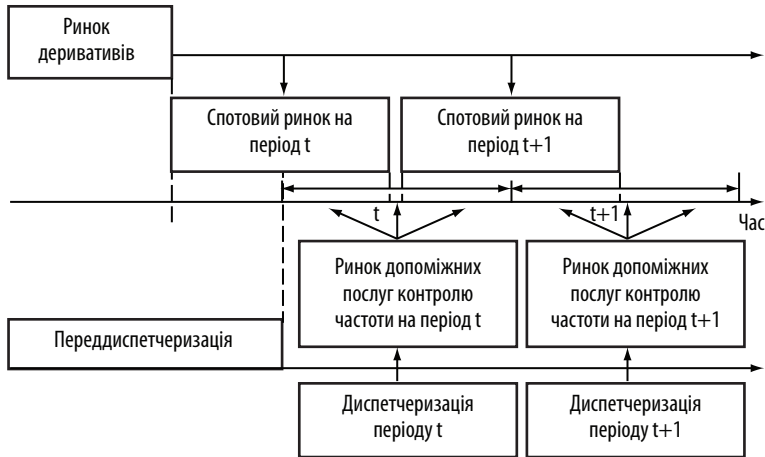 Ринок
деривативів
Спотовий ринок на
період t
Спотовий ринок на
період t+1
t
t+1
Час
Ринок допоміжних
послуг контролю
частоти на період t
Ринок допоміжних
послуг контролю
частоти на період t+1
Переддиспетчеризація
Диспетчеризація
періоду t
Диспетчеризація
періоду t+1